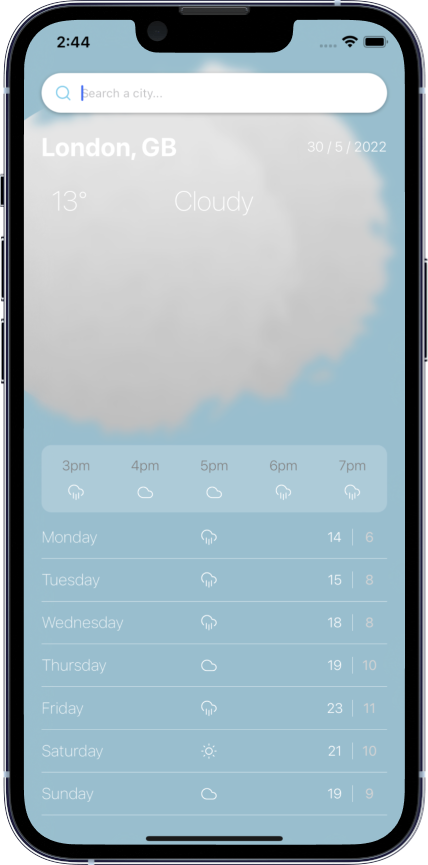 2:44
Search a city...
London, GB 30 / 5 / 2022
13° Cloudy
3pm 4pm 5pm 6pm 7pm
Monday 14 | 6
Tuesday 15 | 8
Wednesday 18 | 8
Thursday 19 | 10
Friday 23 | 11
Saturday 21 | 10
Sunday 19 | 9